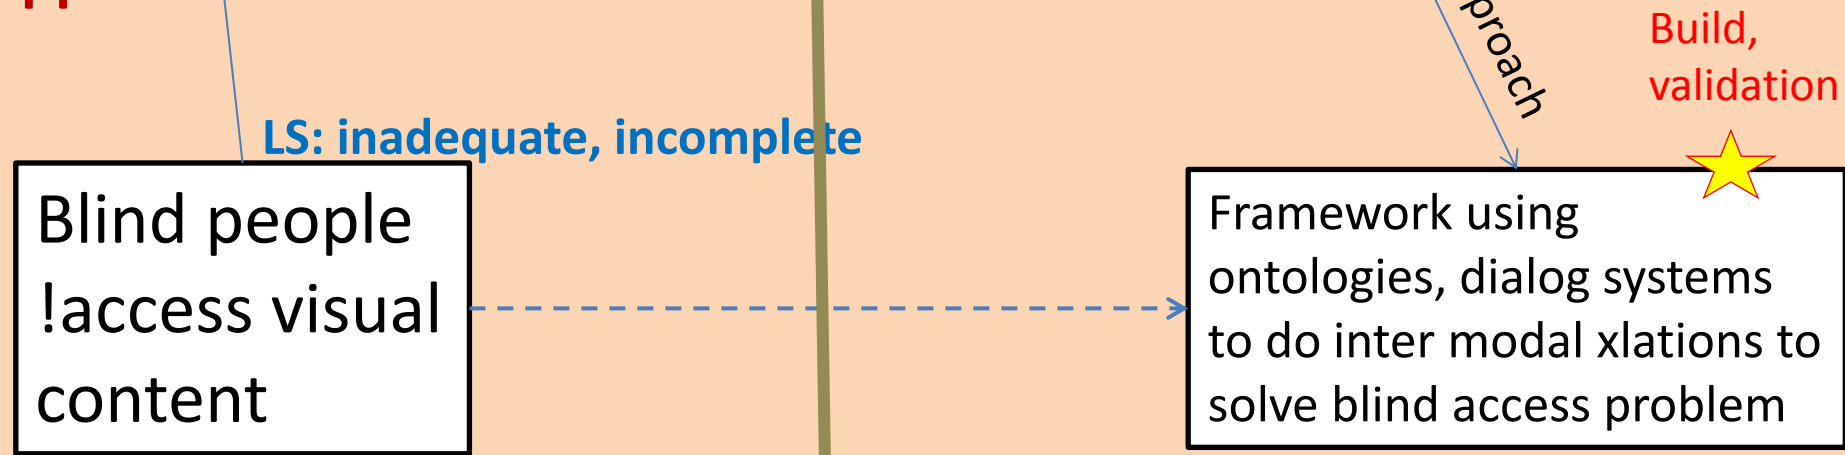 proach
Build,
validation
LS: inadequate, incomplete
Blind people
!access visual
content
Framework using
ontologies, dialog systems
to do inter modal xlations to
solve blind access problem